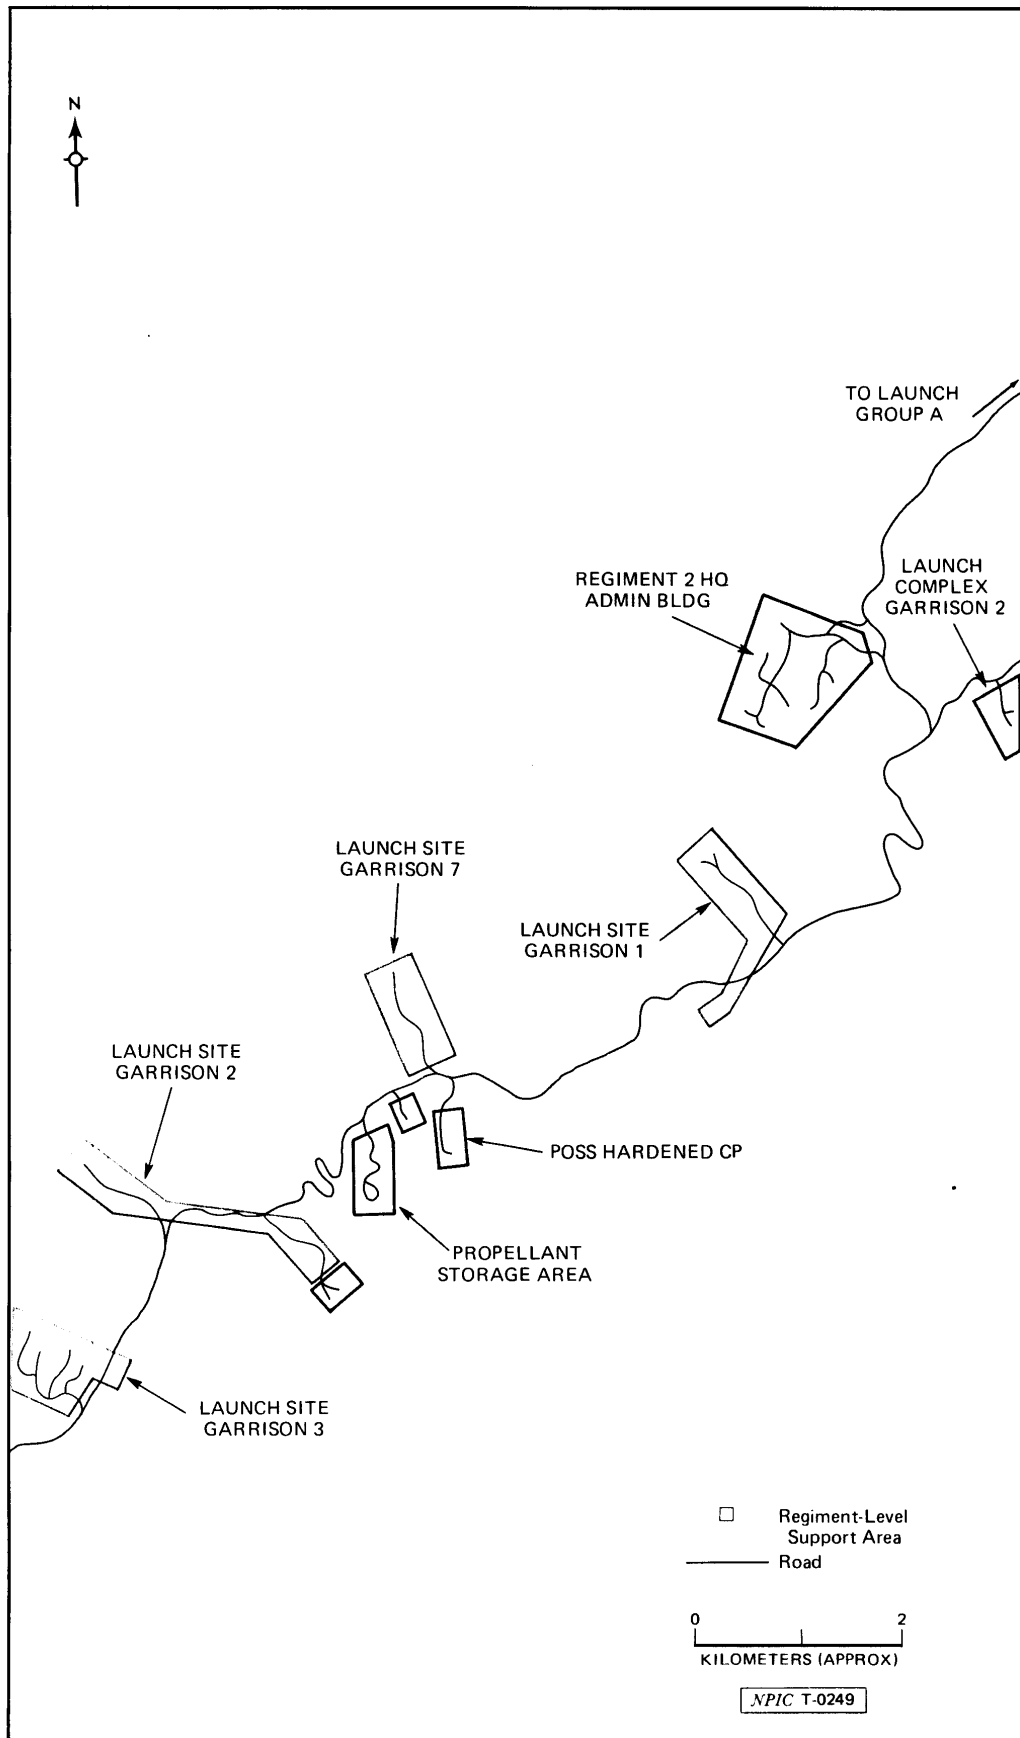 N
TO LAUNCH
GROUP A
LAUNCH
COMPLEX
GARRISON 2
REGIMENT 2 HQ
ADMIN BLDG
LAUNCH SITE
GARRISON 7
LAUNCH SITE
GARRISON 1
LAUNCH SITE
GARRISON 2
POSS HARDENED CP
PROPELLANT
STORAGE AREA
LAUNCH SITE
GARRISON 3
Regiment-Level
Support Area
Road
0 2
KILOMETERS (APPROX)
NPIC T-0249